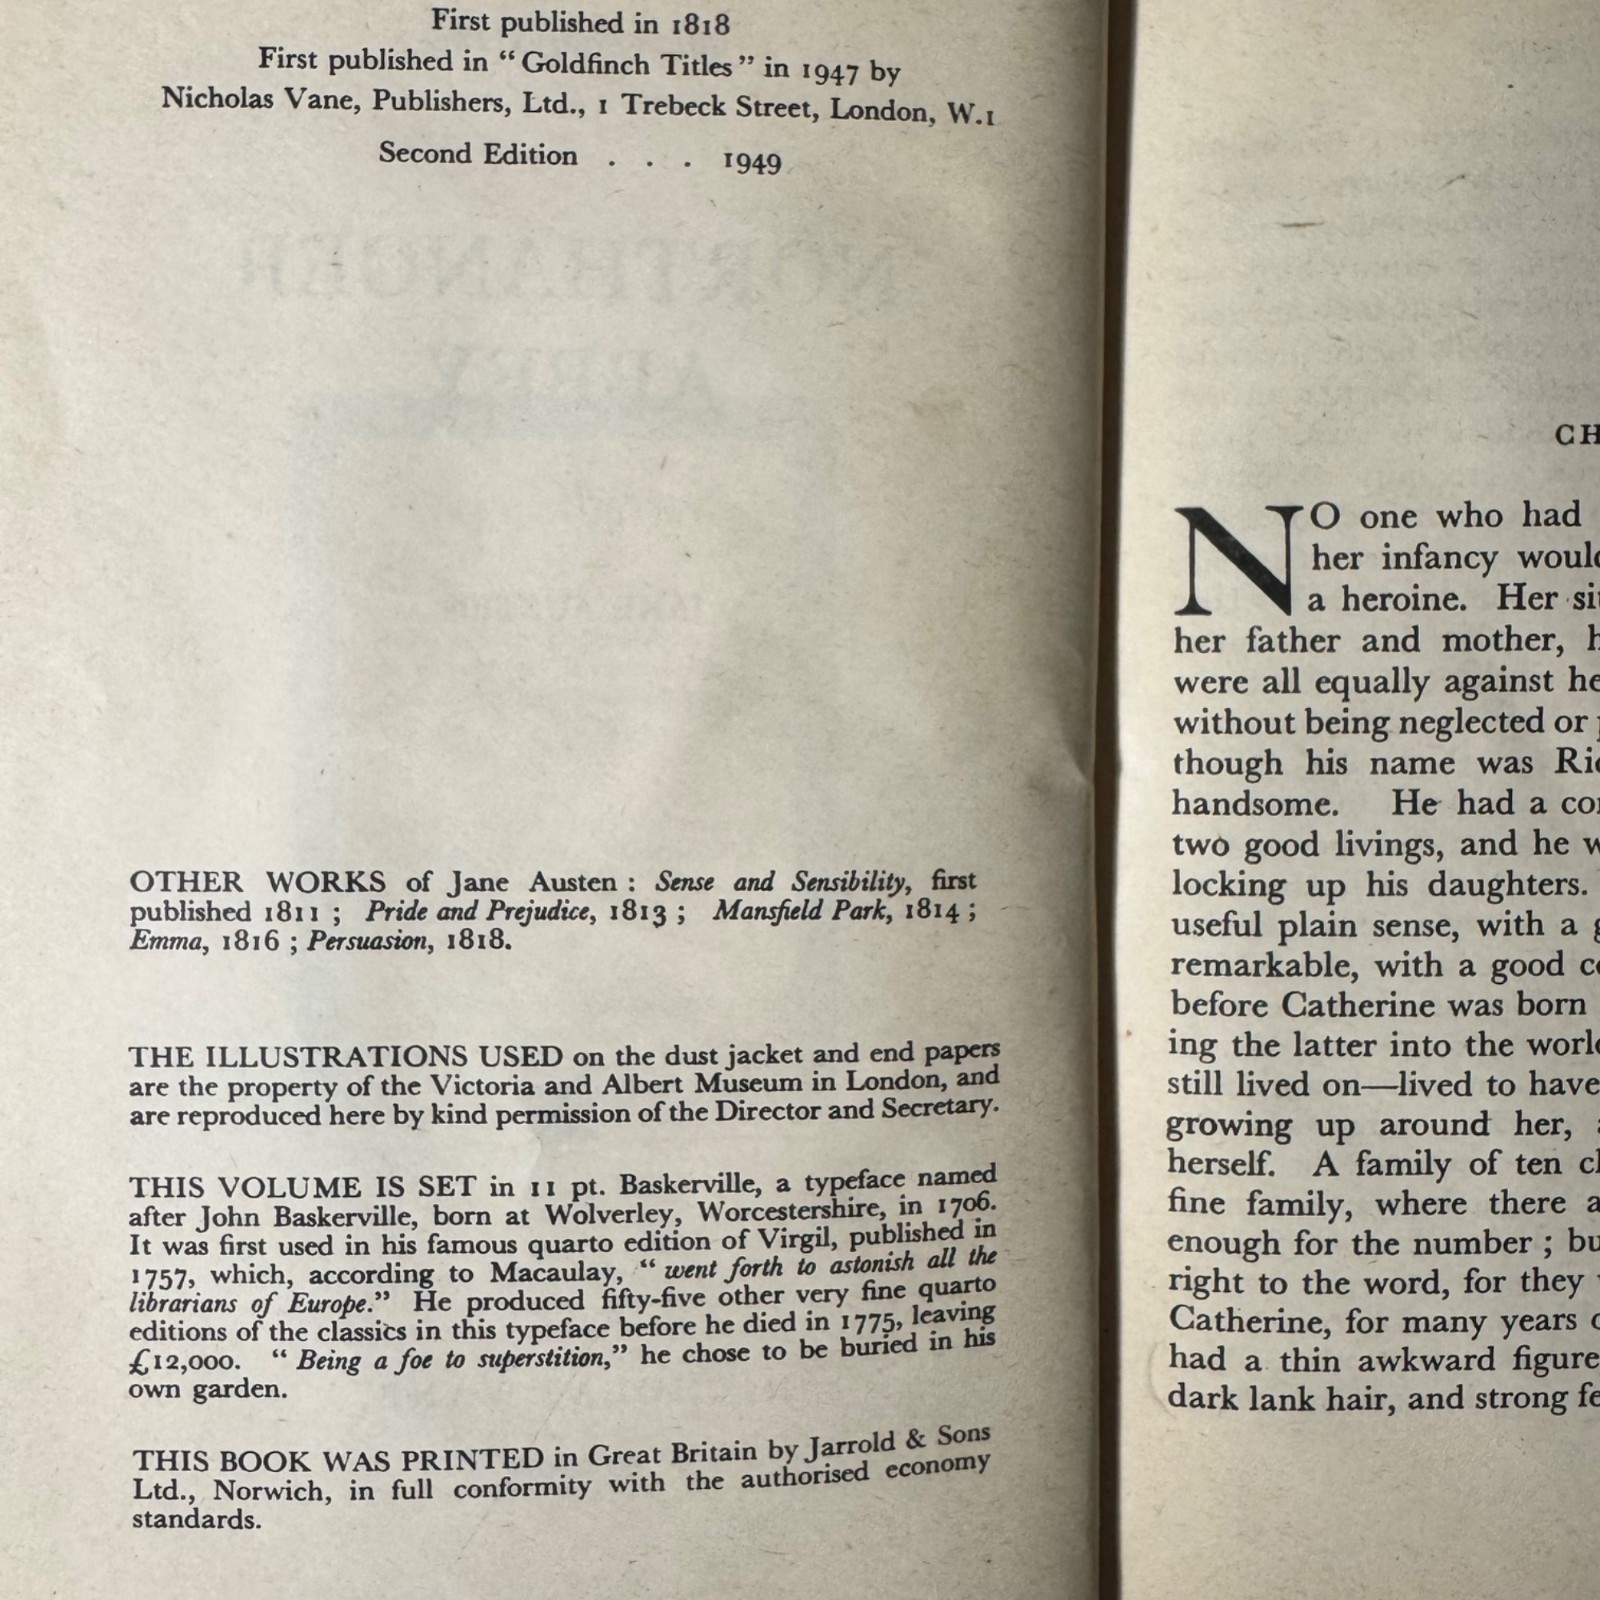 First published in 1818
First published in “Goldfinch Titles” in 1947 by
Nicholas Vane, Publishers, Ltd., 1 Trebeck Street, London, W.1
Second Edition . . . 1949
NORTHANGER
ABBEY
OTHER WORKS of Jane Austen : Sense and Sensibility, first
published 1811 ; Pride and Prejudice, 1813 ; Mansfield Park, 1814 ;
Emma, 1816 ; Persuasion, 1818.
THE ILLUSTRATIONS USED on the dust jacket and end papers
are the property of the Victoria and Albert Museum in London, and
are reproduced here by kind permission of the Director and Secretary.
THIS VOLUME IS SET in 11 pt. Baskerville, a typeface named
after John Baskerville, born at Wolverley, Worcestershire, in 1706.
It was first used in his famous quarto edition of Virgil, published in
1757, which, according to Macaulay, “ went forth to astonish all the
librarians of Europe.” He produced fifty-five other very fine quarto
editions of the classics in this typeface before he died in 1775, leaving
£12,000. “ Being a foe to superstition,” he chose to be buried in his
own garden.
THIS BOOK WAS PRINTED in Great Britain by Jarrold & Sons
Ltd., Norwich, in full conformity with the authorised economy
standards.
CH
NO one who had
her infancy would
a heroine. Her si
her father and mother, h
were all equally against he
without being neglected or p
though his name was Ric
handsome. He had a co
two good livings, and he w
locking up his daughters.
useful plain sense, with a g
remarkable, with a good co
before Catherine was born
ing the latter into the worl
still lived on—lived to have
growing up around her, a
herself. A family of ten c
fine family, where there a
enough for the number ; bu
right to the word, for they
Catherine, for many years o
had a thin awkward figure
dark lank hair, and strong fe